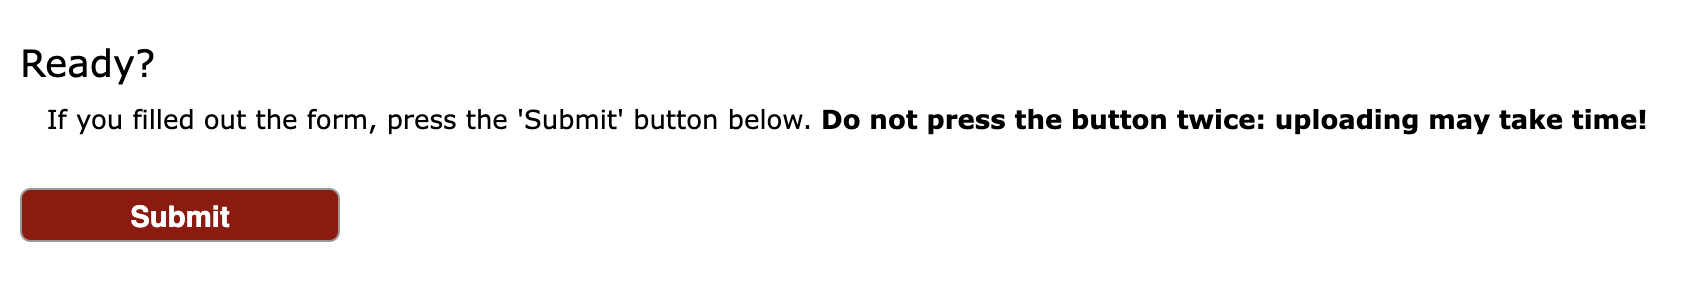 Ready?
If you filled out the form, press the 'Submit' button below. Do not press the button twice: uploading may take time!
Submit